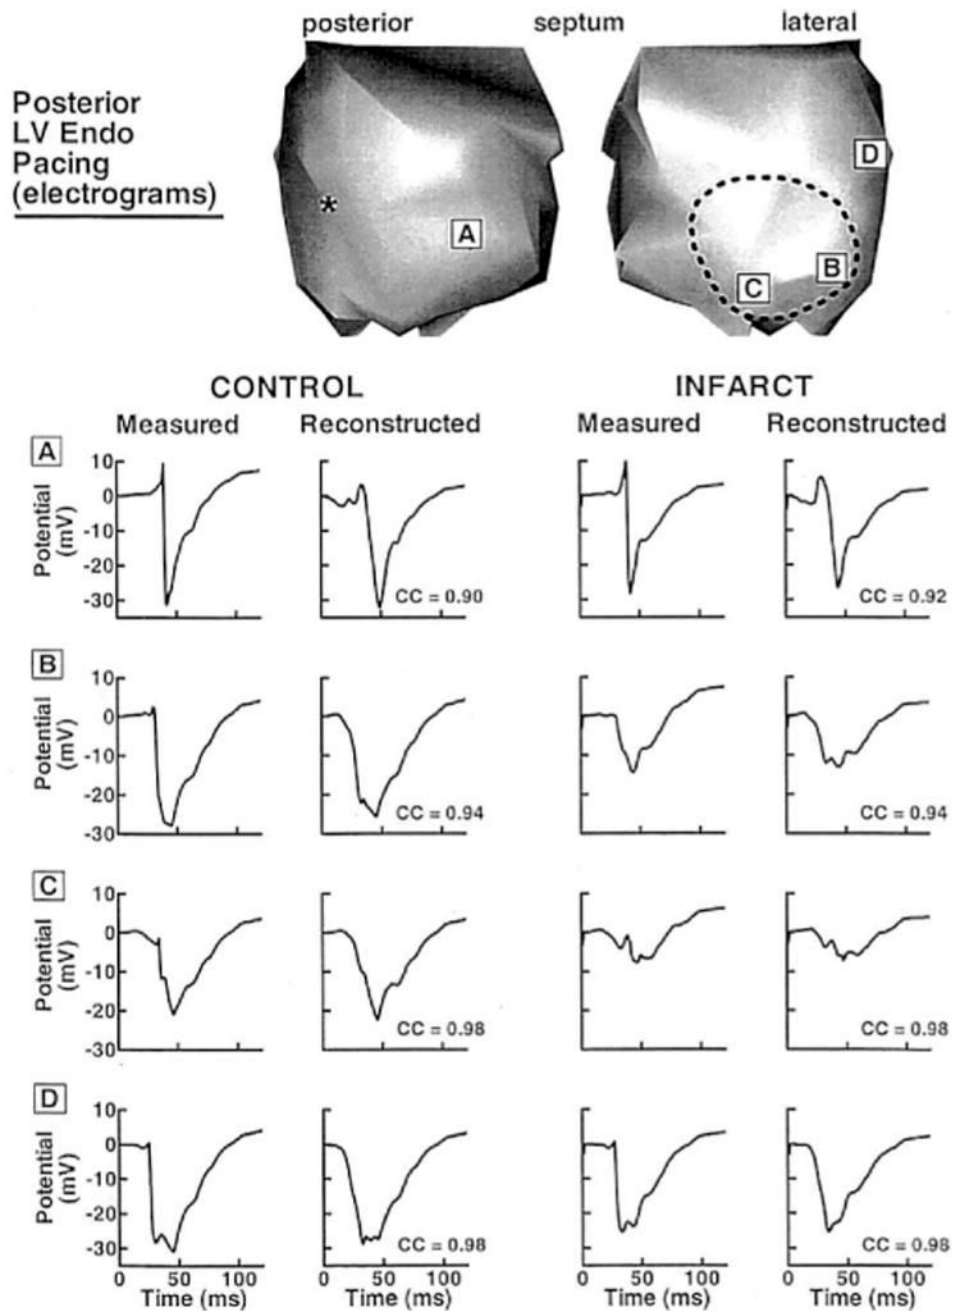 posterior septum lateral
Posterior
LV Endo
Pacing
(electrograms)
*
A
D
B
C
CONTROL INFARCT
Measured Reconstructed Measured Reconstructed
A
Potential
(mV)
10
0
-10
-20
-30
CC = 0.90
CC = 0.92
B
Potential
(mV)
10
0
-10
-20
-30
CC = 0.94
CC = 0.94
C
Potential
(mV)
10
0
-10
-20
-30
CC = 0.98
CC = 0.98
D
Potential
(mV)
10
0
-10
-20
-30
CC = 0.98
CC = 0.98
0 50 100 0 50 100 0 50 100 0 50 100
Time (ms) Time (ms) Time (ms) Time (ms)